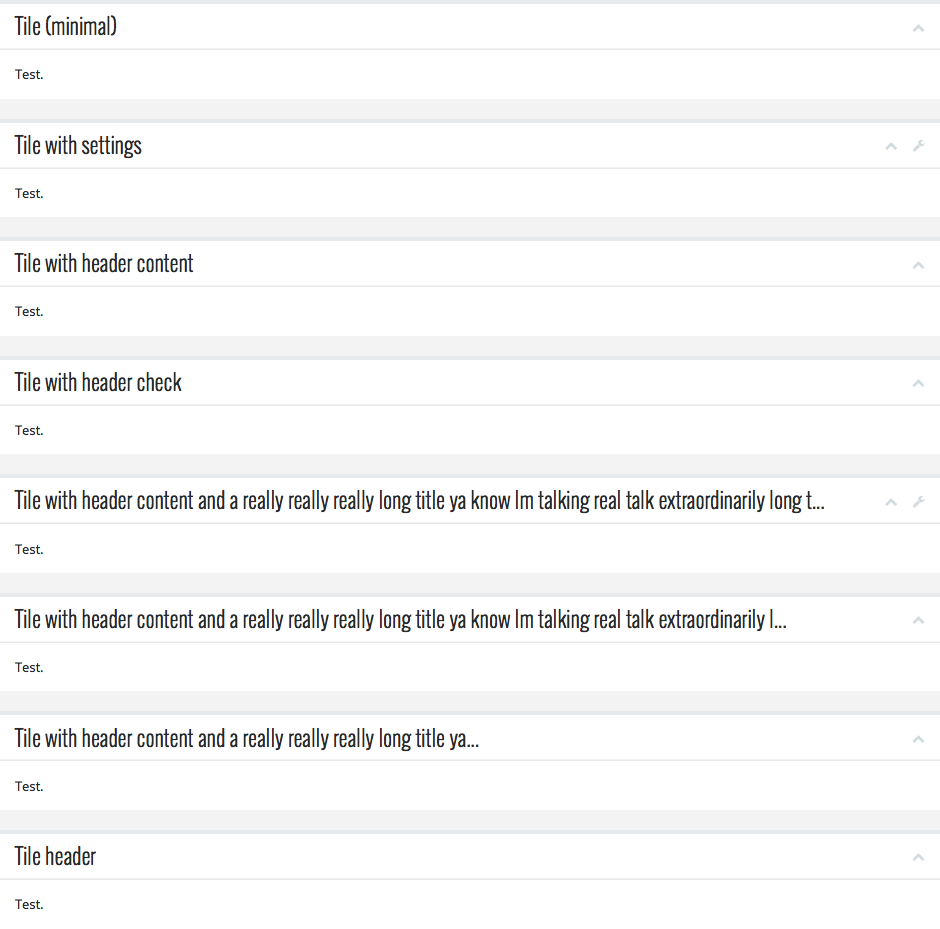 Tile (minimal)
Test.
Tile with settings
Test.
Tile with header content
Test.
Tile with header check
Test.
Tile with header content and a really really really long title ya know Im talking real talk extraordinarily long t...
Test.
Tile with header content and a really really really long title ya know Im talking real talk extraordinarily l...
Test.
Tile with header content and a really really really long title ya...
Test.
Tile header
Test.